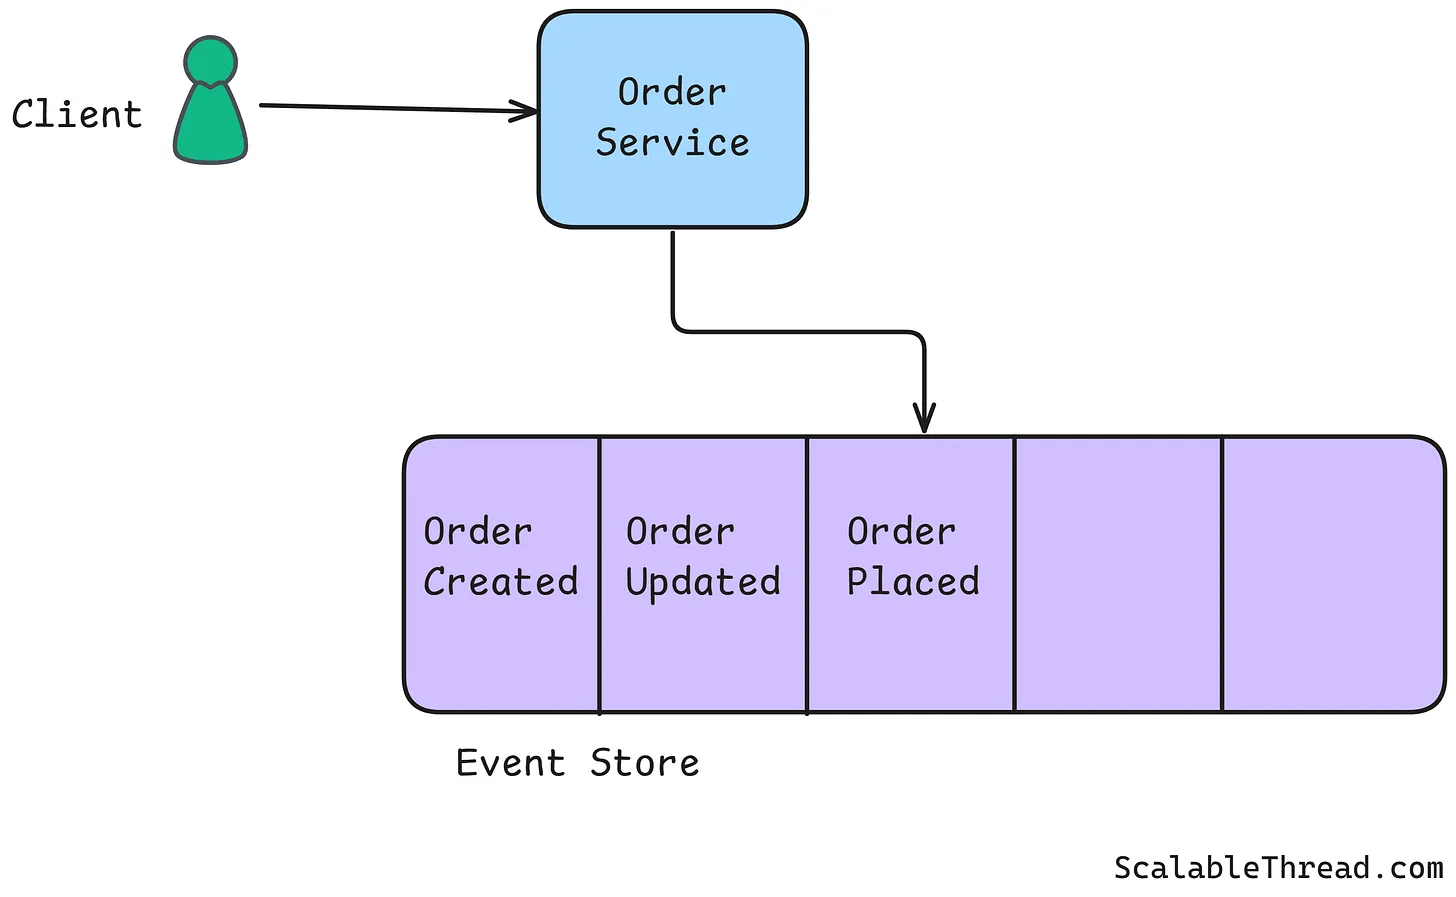 Client
Order
Service
Order
Created
Order
Updated
Order
Placed
Event Store
ScalableThread.com